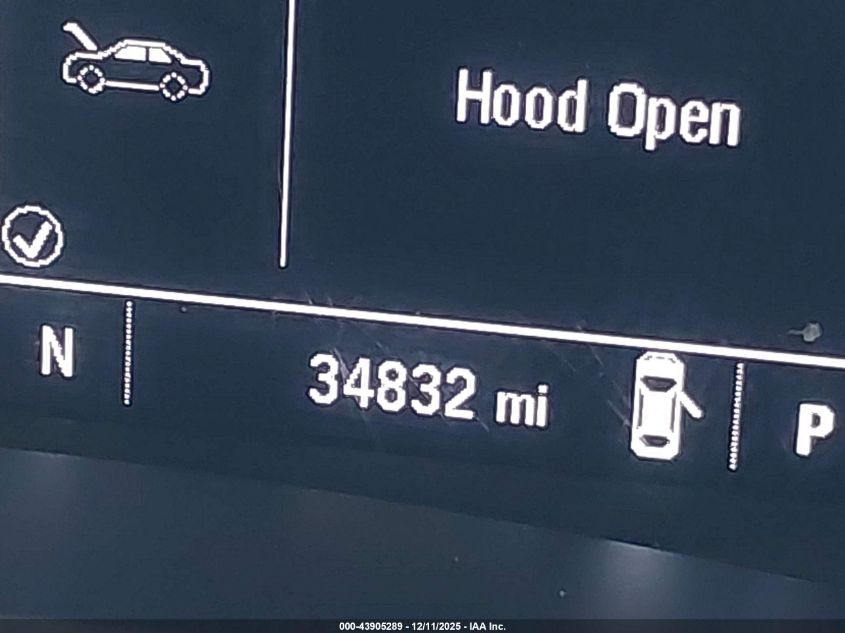 Hood Open
N
34832 mi
P
000-43905289 - 12/11/2025 - IAA Inc.